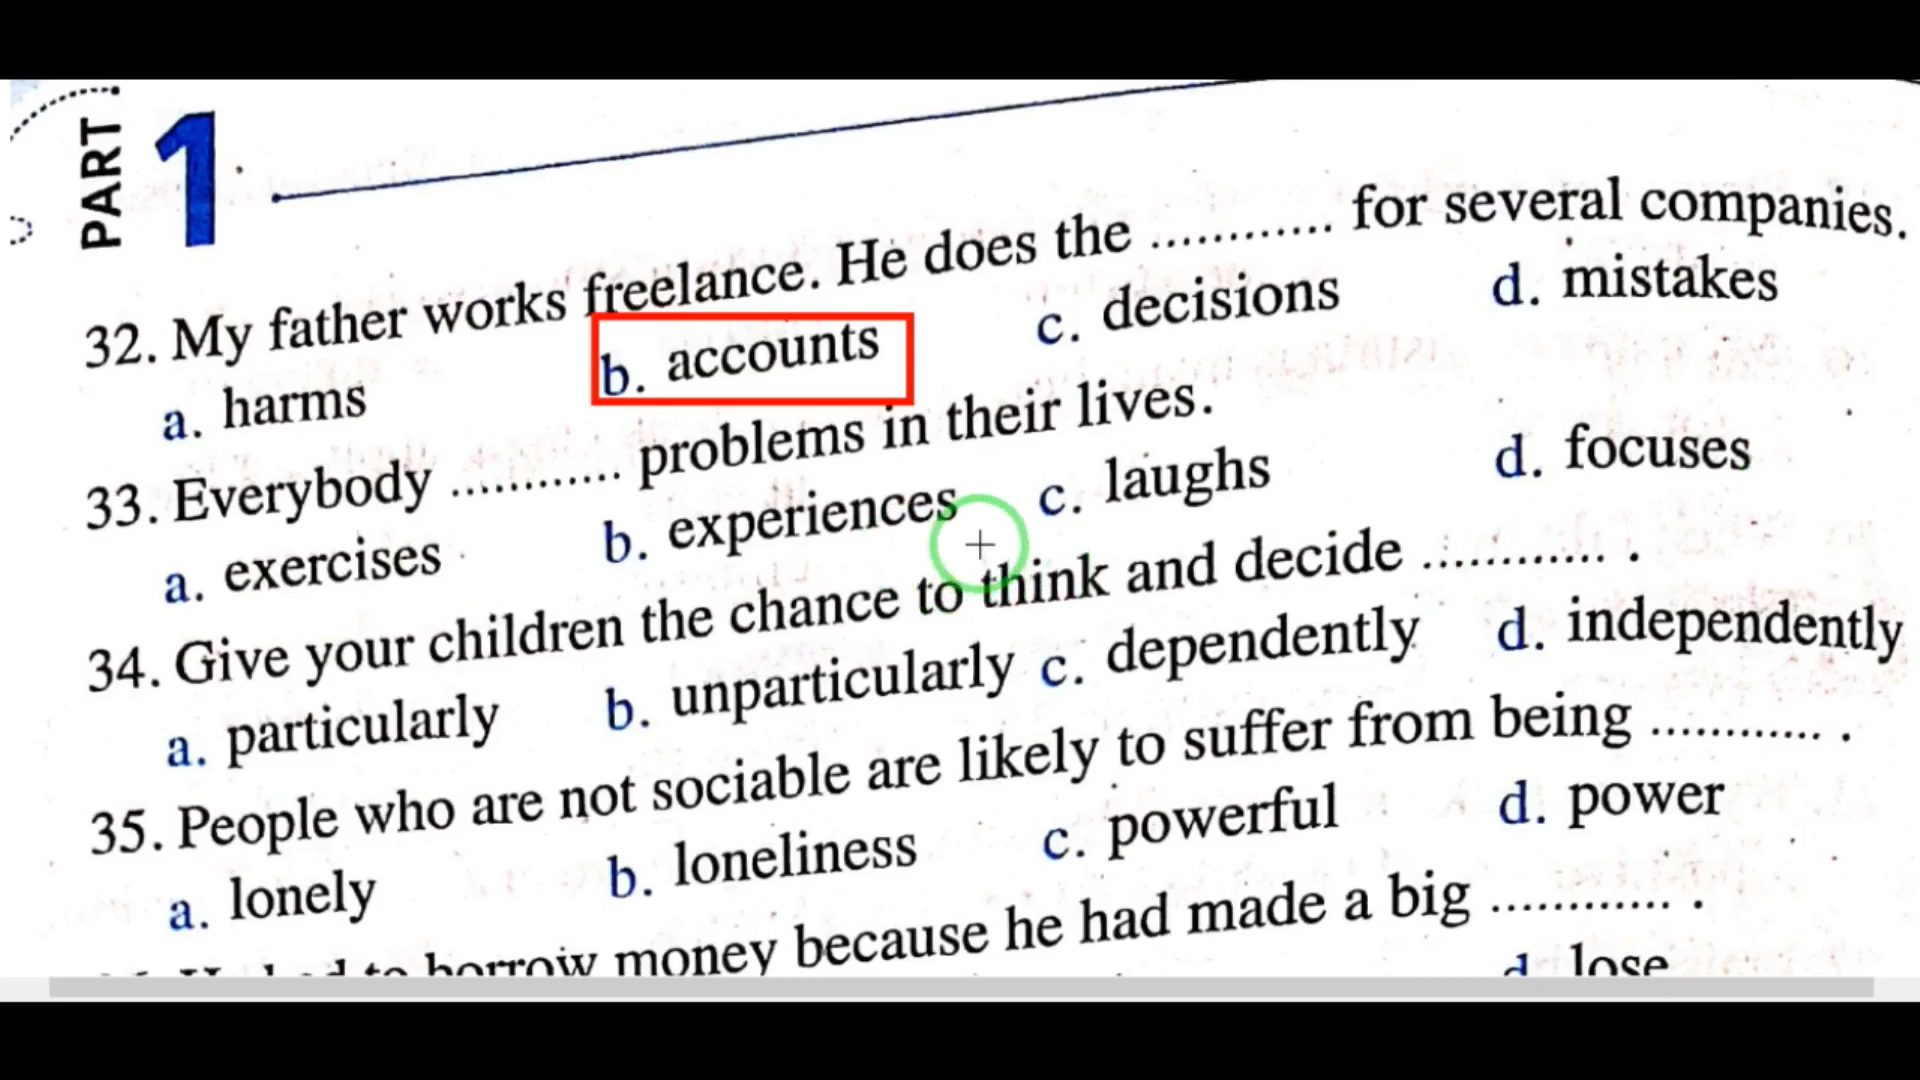 PART 1
32. My father works freelance. He does the ............ for several companies.
a. harms b. accounts c. decisions d. mistakes
33. Everybody ............ problems in their lives.
a. exercises b. experiences c. laughs d. focuses
34. Give your children the chance to think and decide ............ .
a. particularly b. unparticularly c. dependently d. independently
35. People who are not sociable are likely to suffer from being ............ .
a. lonely b. loneliness c. powerful d. power
to borrow money because he had made a big ............ .
d. lose